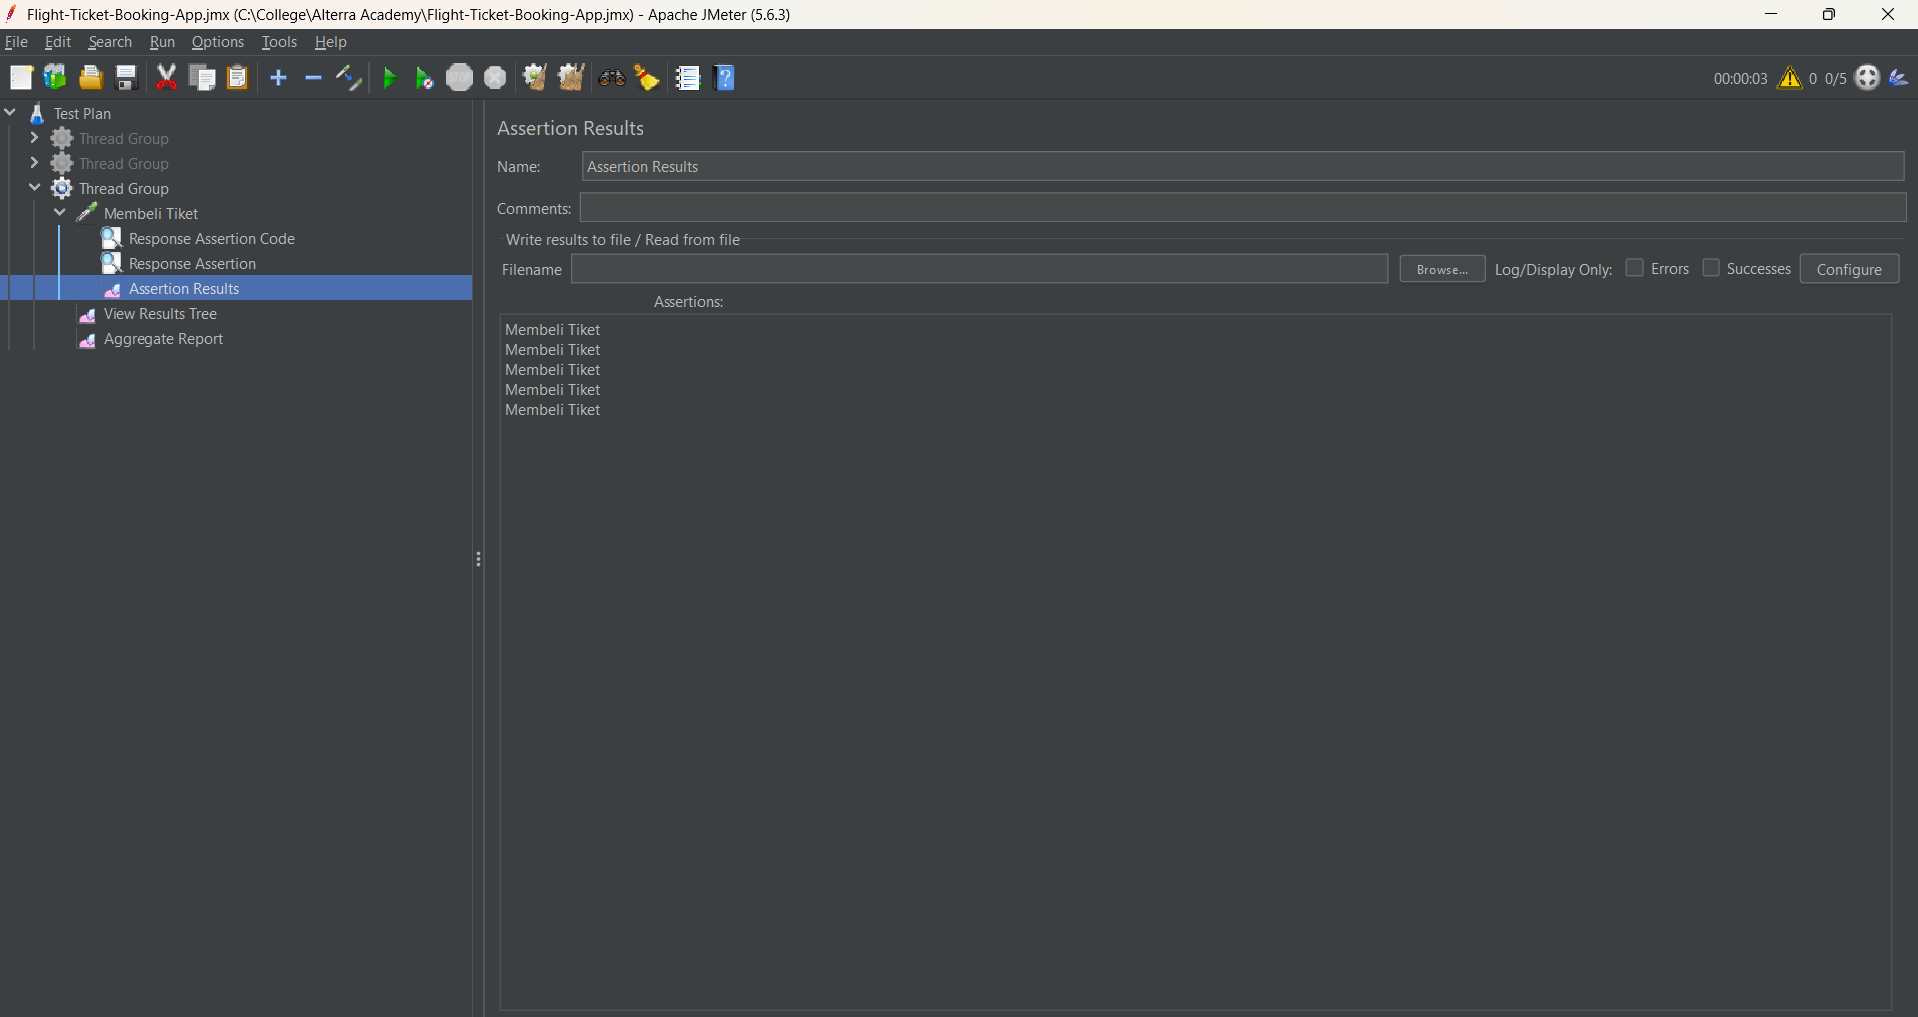 Flight-Ticket-Booking-App.jmx (C:\College\Alterra Academy\Flight-Ticket-Booking-App.jmx) - Apache JMeter (5.6.3)
File Edit Search Run Options Tools Help
STOP
00:00:03 0 0/5
Test Plan
Thread Group
Thread Group
Thread Group
Membeli Tiket
Response Assertion Code
Response Assertion
Assertion Results
View Results Tree
Aggregate Report
Assertion Results
Name: Assertion Results
Comments:
Write results to file / Read from file
Filename Browse... Log/Display Only: Errors Successes Configure
Assertions:
Membeli Tiket
Membeli Tiket
Membeli Tiket
Membeli Tiket
Membeli Tiket